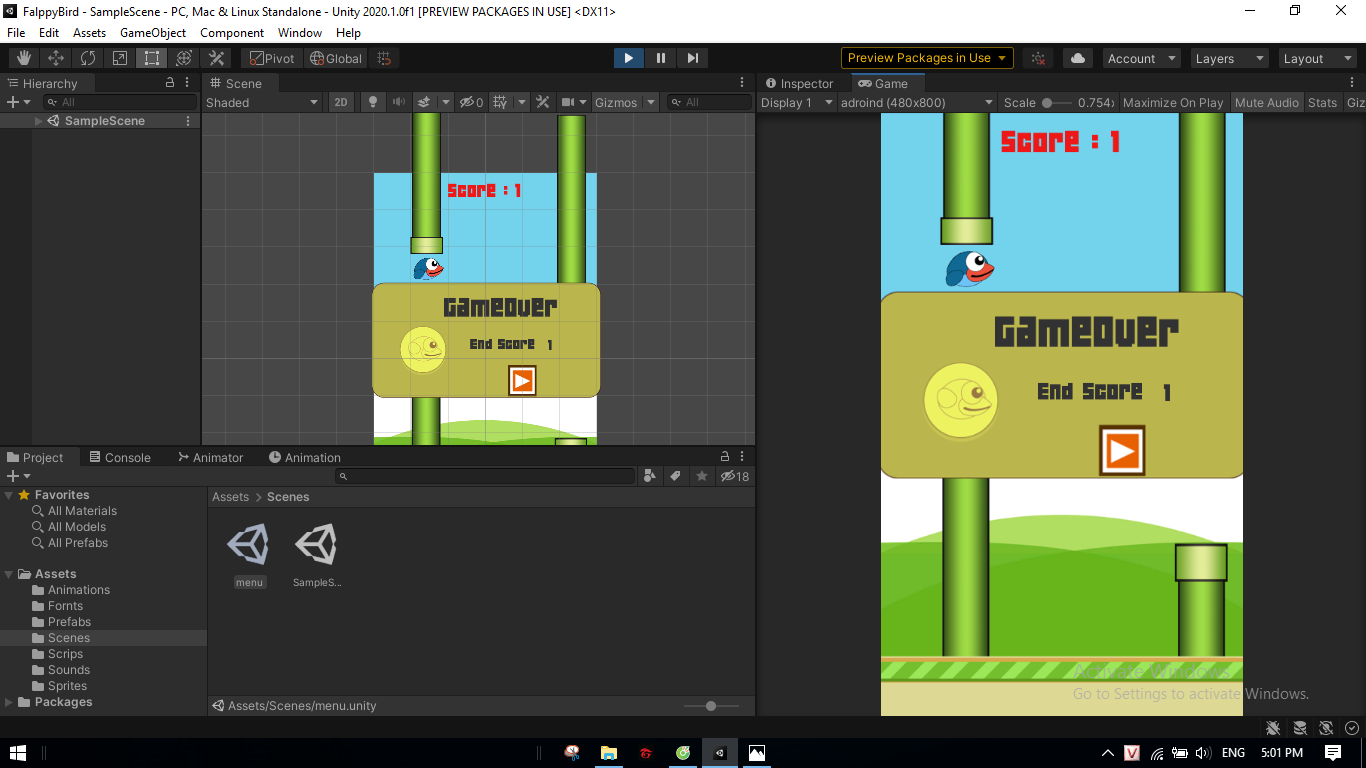 FalppyBird - SampleScene - PC, Mac & Linux Standalone - Unity 2020.1.0f1 [PREVIEW PACKAGES IN USE] <DX11>
File Edit Assets GameObject Component Window Help
Pivot Global Preview Packages in Use Account Layers Layout
Hierarchy
All
SampleScene
Scene
Shaded 2D 0 Gizmos All
Score : 1
GameOver
End Score 1
Inspector Game
Display 1 adroind (480x800) Scale 0.754x Maximize On Play Mute Audio Stats Giz
Score : 1
GameOver
End Score 1
Project Console Animator Animation
18
Favorites
All Materials
All Models
All Prefabs
Assets
Animations
Fornts
Prefabs
Scenes
Scrips
Sounds
Sprites
Packages
Assets > Scenes
menu SampleS...
Assets/Scenes/menu.unity
Activate Windows
Go to Settings to activate Windows.
V ENG 5:01 PM